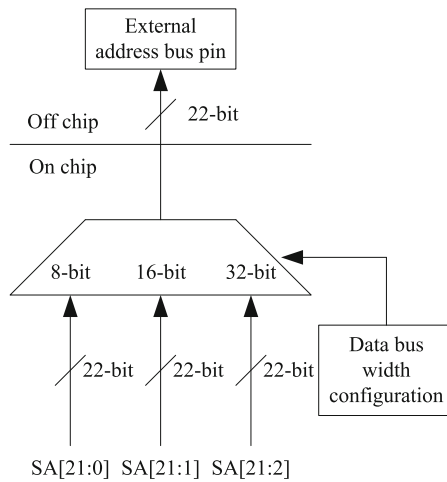 External
address bus pin
22-bit
Off chip
On chip
8-bit 16-bit 32-bit
22-bit 22-bit 22-bit
Data bus
width
configuration
SA[21:0] SA[21:1] SA[21:2]